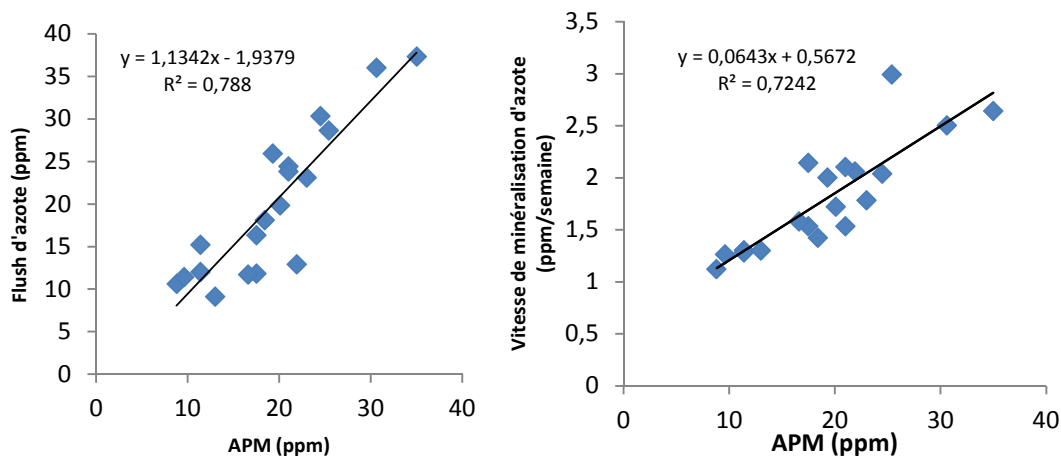 Flush d'azote (ppm)
40
35
30
25
20
15
10
5
0
y = 1,1342x - 1,9379
R² = 0,788
0 10 20 30 40
APM (ppm)
Vitesse de minéralisation d'azote
(ppm/semaine)
3,5
3
2,5
2
1,5
1
0,5
0
y = 0,0643x + 0,5672
R² = 0,7242
0 10 20 30 40
APM (ppm)